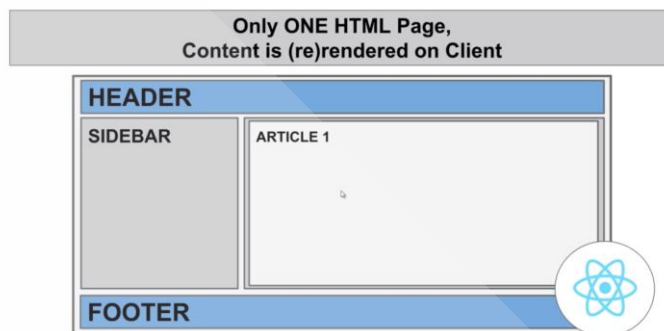 Only ONE HTML Page,
Content is (re)rendered on Client
HEADER
SIDEBAR
ARTICLE 1
FOOTER